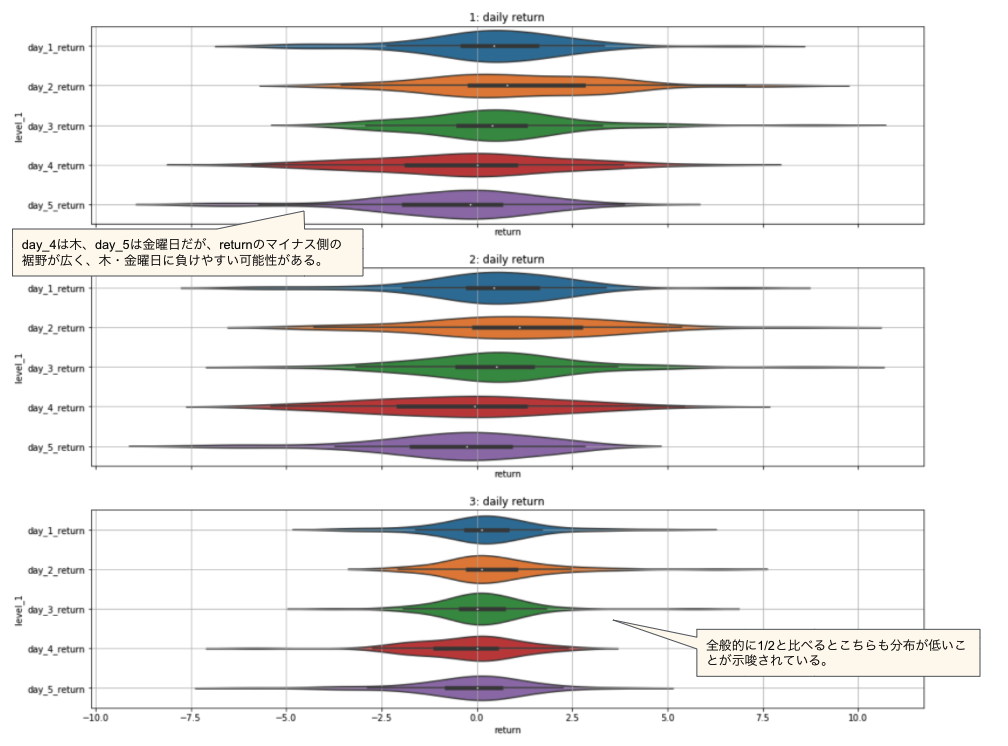 1: daily return
day_1_return
day_2_return
day_3_return
day_4_return
day_5_return
level_1
return
day_4は木、day_5は金曜日だが、returnのマイナス側の
裾野が広く、木・金曜日に負けやすい可能性がある。
2: daily return
day_1_return
day_2_return
day_3_return
day_4_return
day_5_return
level_1
return
3: daily return
day_1_return
day_2_return
day_3_return
day_4_return
day_5_return
level_1
全般的に1/2と比べるとこちらも分布が低いこ
とが示唆されている。
−10.0 −7.5 −5.0 −2.5 0.0 2.5 5.0 7.5 10.0
return